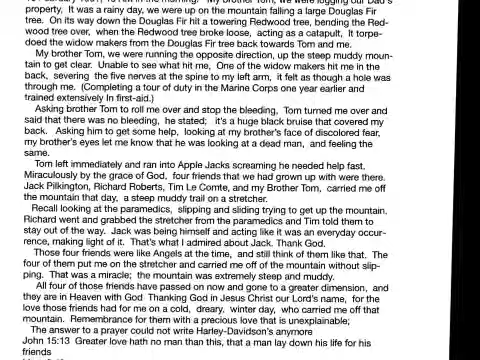 property, It was a rainy day, we were up on the mountain falling a large Douglas Fir
tree. On its way down the Douglas Fir hit a towering Redwood tree, bending the Red-
wood tree over, when the Redwood tree broke loose, acting as a catapult, It torpe-
doed the widow makers from the Douglas Fir tree back towards Tom and me.
My brother Tom, we were running the opposite direction, up the steep muddy moun-
tain to get clear. Unable to see what hit me, One of the widow makers hit me in the
back, severing the five nerves at the spine to my left arm, it felt as though a hole was
through me. (Completing a tour of duty in the Marine Corps one year earlier and
trained extensively In first-aid.)
Asking brother Tom to roll me over and stop the bleeding, Tom turned me over and
said that there was no bleeding, he stated; it's a huge black bruise that covered my
back. Asking him to get some help, looking at my brother's face of discolored fear,
my brother's eyes let me know that he was looking at a dead man, and feeling the
same.
Tom left immediately and ran into Apple Jacks screaming he needed help fast,
Miraculously by the grace of God, four friends that we had grown up with were there.
Jack Pilkington, Richard Roberts, Tim Le Comte, and my Brother Tom, carried me off
the mountain that day, a steep muddy trail on a stretcher.
Recall looking at the paramedics, slipping and sliding trying to get up the mountain.
Richard went and grabbed the stretcher from the paramedics and Tim told them to
stay out of the way. Jack was being himself and acting like it was an everyday occur-
rence, making light of it. That's what I admired about Jack. Thank God.
Those four friends were like Angels at the time, and still think of them like that. The
four of them put me on the stretcher and carried me off of the mountain without slip-
ping. That was a miracle; the mountain was extremely steep and muddy.
All four of those friends have passed on now and gone to a greater dimension, and
they are in Heaven with God Thanking God in Jesus Christ our Lord's name, for the
love those friends had for me on a cold, dreary, winter day, who carried me off that
mountain. Remembrance for them with a precious love that is unexplainable;
The answer to a prayer could not write Harley-Davidson's anymore
John 15:13 Greater love hath no man than this, that a man lay down his life for his
friends